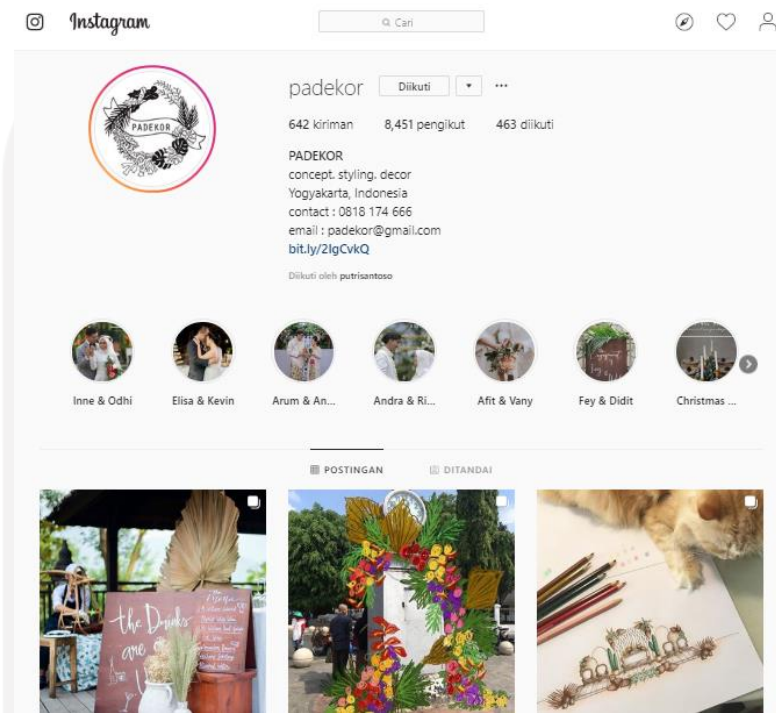 Instagram
Cari
PADEKOR
padekor Diikuti
642 kiriman 8,451 pengikut 463 diikuti
PADEKOR
concept. styling. decor
Yogyakarta, Indonesia
contact : 0818 174 666
email : padekor@gmail.com
bit.ly/2IgCvkQ
Diikuti oleh putrisantoso
Inne & Odhi Elisa & Kevin Arum & An... Andra & Ri... Afit & Vany Fey & Didit Christmas ...
POSTINGAN DITANDAI
the Drinks
are